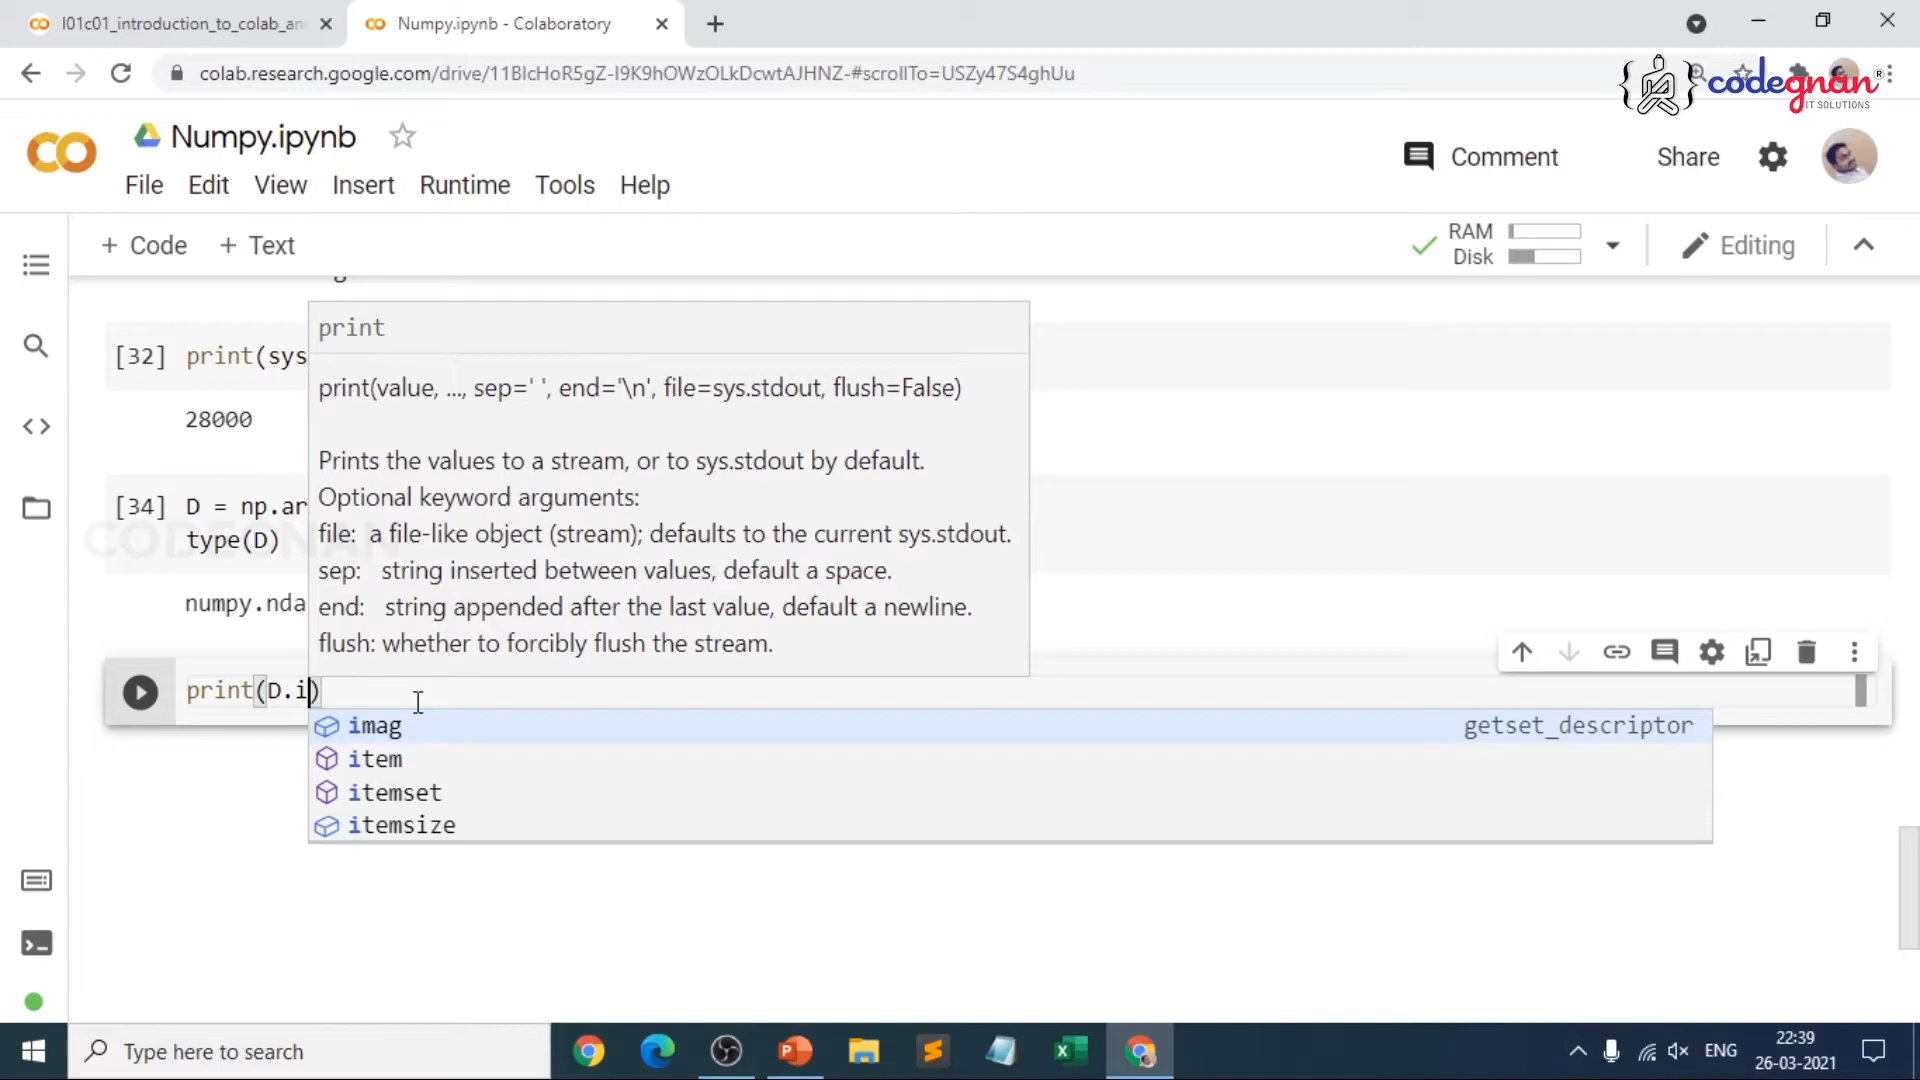 l01c01_introduction_to_colab_an
Numpy.ipynb - Colaboratory
colab.research.google.com/drive/11BlcHoR5gZ-I9K9hOWzOLkDcwtAJHNZ-#scrollTo=USZy47S4ghUu
codegnan®
IT SOLUTIONS
Numpy.ipynb
Comment
Share
File Edit View Insert Runtime Tools Help
+ Code + Text
RAM
Disk
Editing
print
[32] print(sys
print(value, ..., sep=' ', end='\n', file=sys.stdout, flush=False)
28000
Prints the values to a stream, or to sys.stdout by default.
Optional keyword arguments:
[34] D = np.ar
file: a file-like object (stream); defaults to the current sys.stdout.
type(D)
CODEGNAN
sep: string inserted between values, default a space.
numpy.nda
end: string appended after the last value, default a newline.
flush: whether to forcibly flush the stream.
print(D.i)
imag getset_descriptor
item
itemset
itemsize
Type here to search
ENG
22:39
26-03-2021